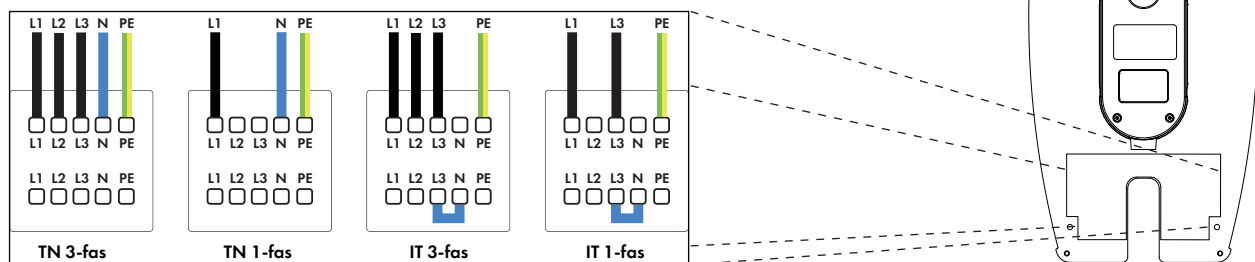 L1 L2 L3 N PE
L1 N PE
L1 L2 L3 PE
L1 L3 PE
L1 L2 L3 N PE
L1 L2 L3 N PE
L1 L2 L3 N PE
L1 L2 L3 N PE
L1 L2 L3 N PE
L1 L2 L3 N PE
L1 L2 L3 N PE
L1 L2 L3 N PE
TN 3-fas
TN 1-fas
IT 3-fas
IT 1-fas